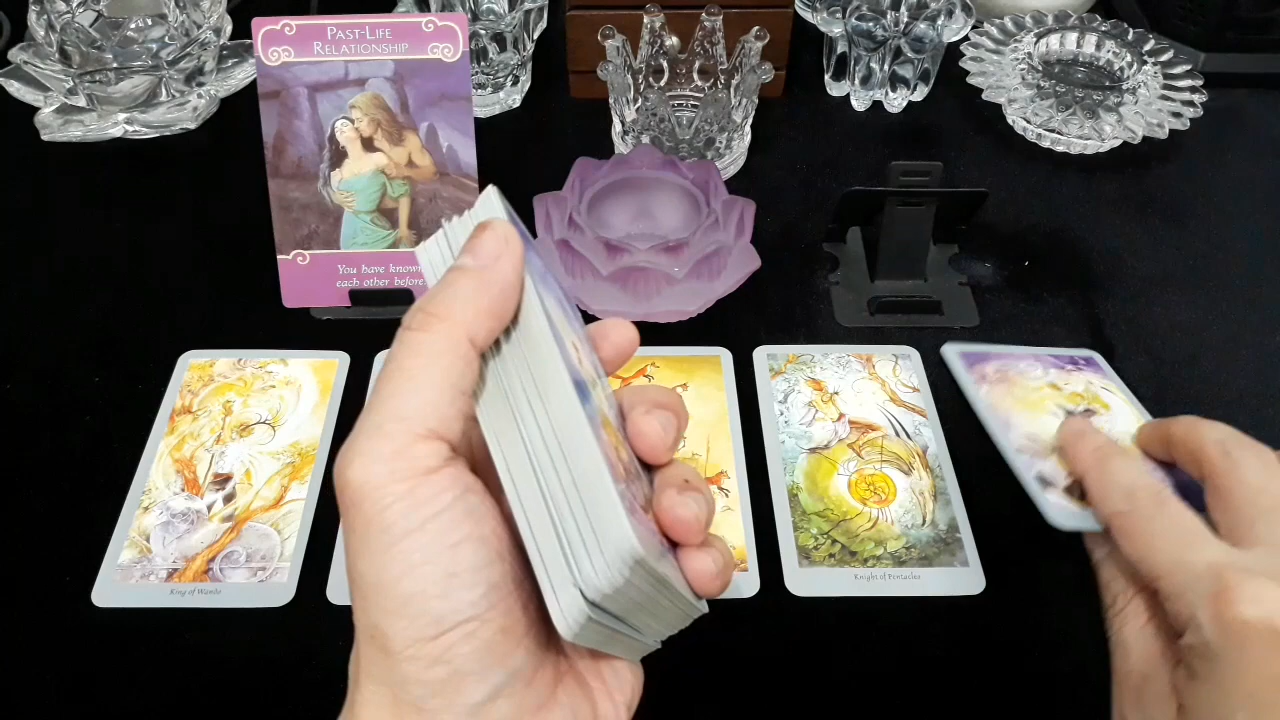 PAST-LIFE
RELATIONSHIP
You have known
each other before.
King of Wands
Knight of Pentacles